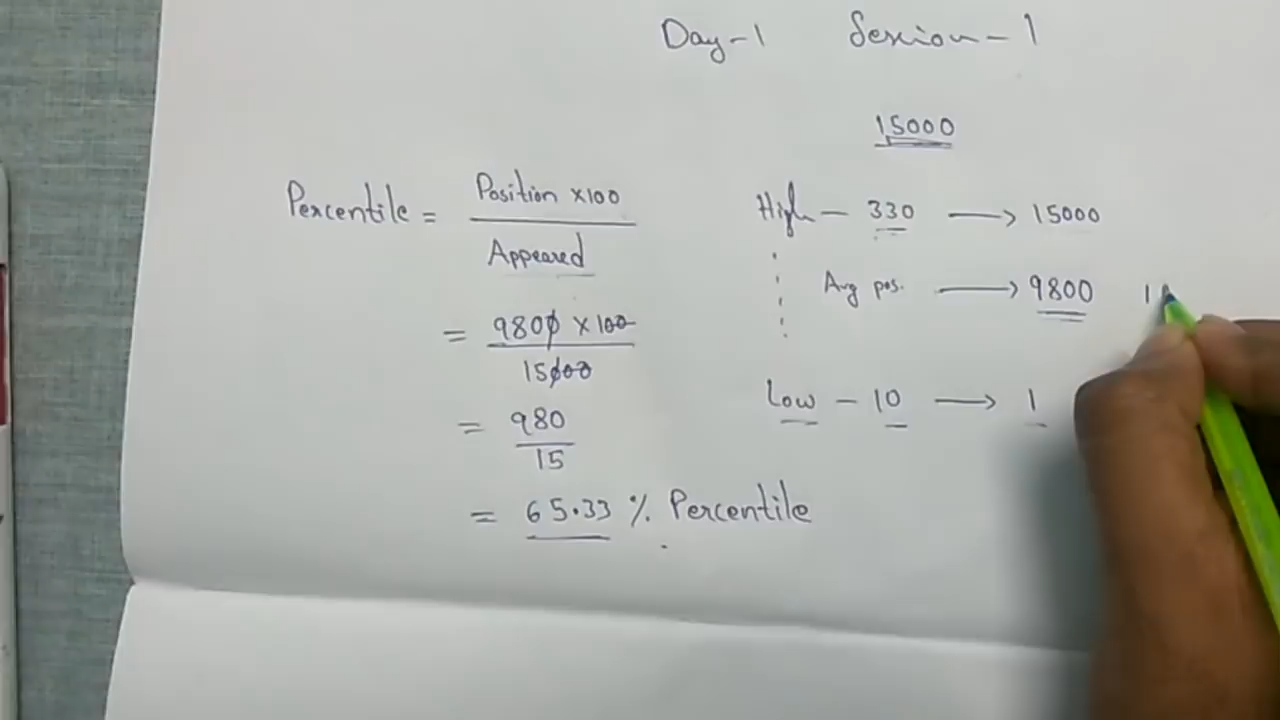 Day-1 Session-1
15000
Percentile = Position x100
Appeared
= 9800 x 100
15000
= 980
15
= 65.33 % Percentile
High - 330 → 15000
Avg pos. → 9800
Low - 10 → 1